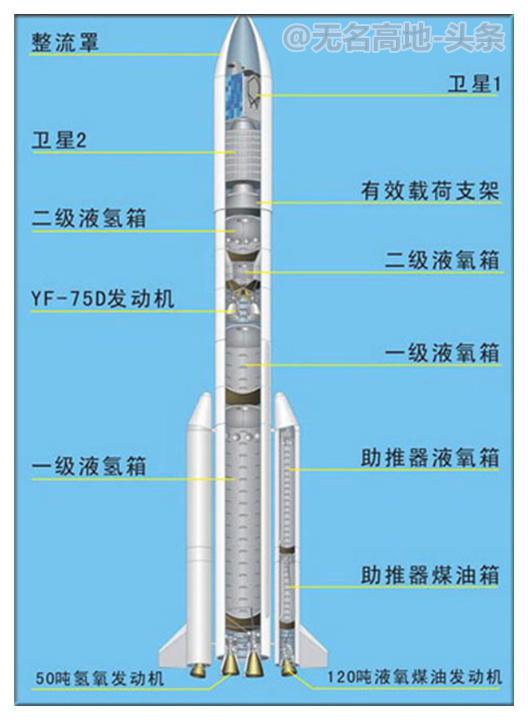 @无名高地-头条
整流罩
卫星1
卫星2
有效载荷支架
二级液氢箱
二级液氧箱
YF-75D发动机
一级液氧箱
一级液氢箱
助推器液氧箱
助推器煤油箱
50吨氢氧发动机
120吨液氧煤油发动机